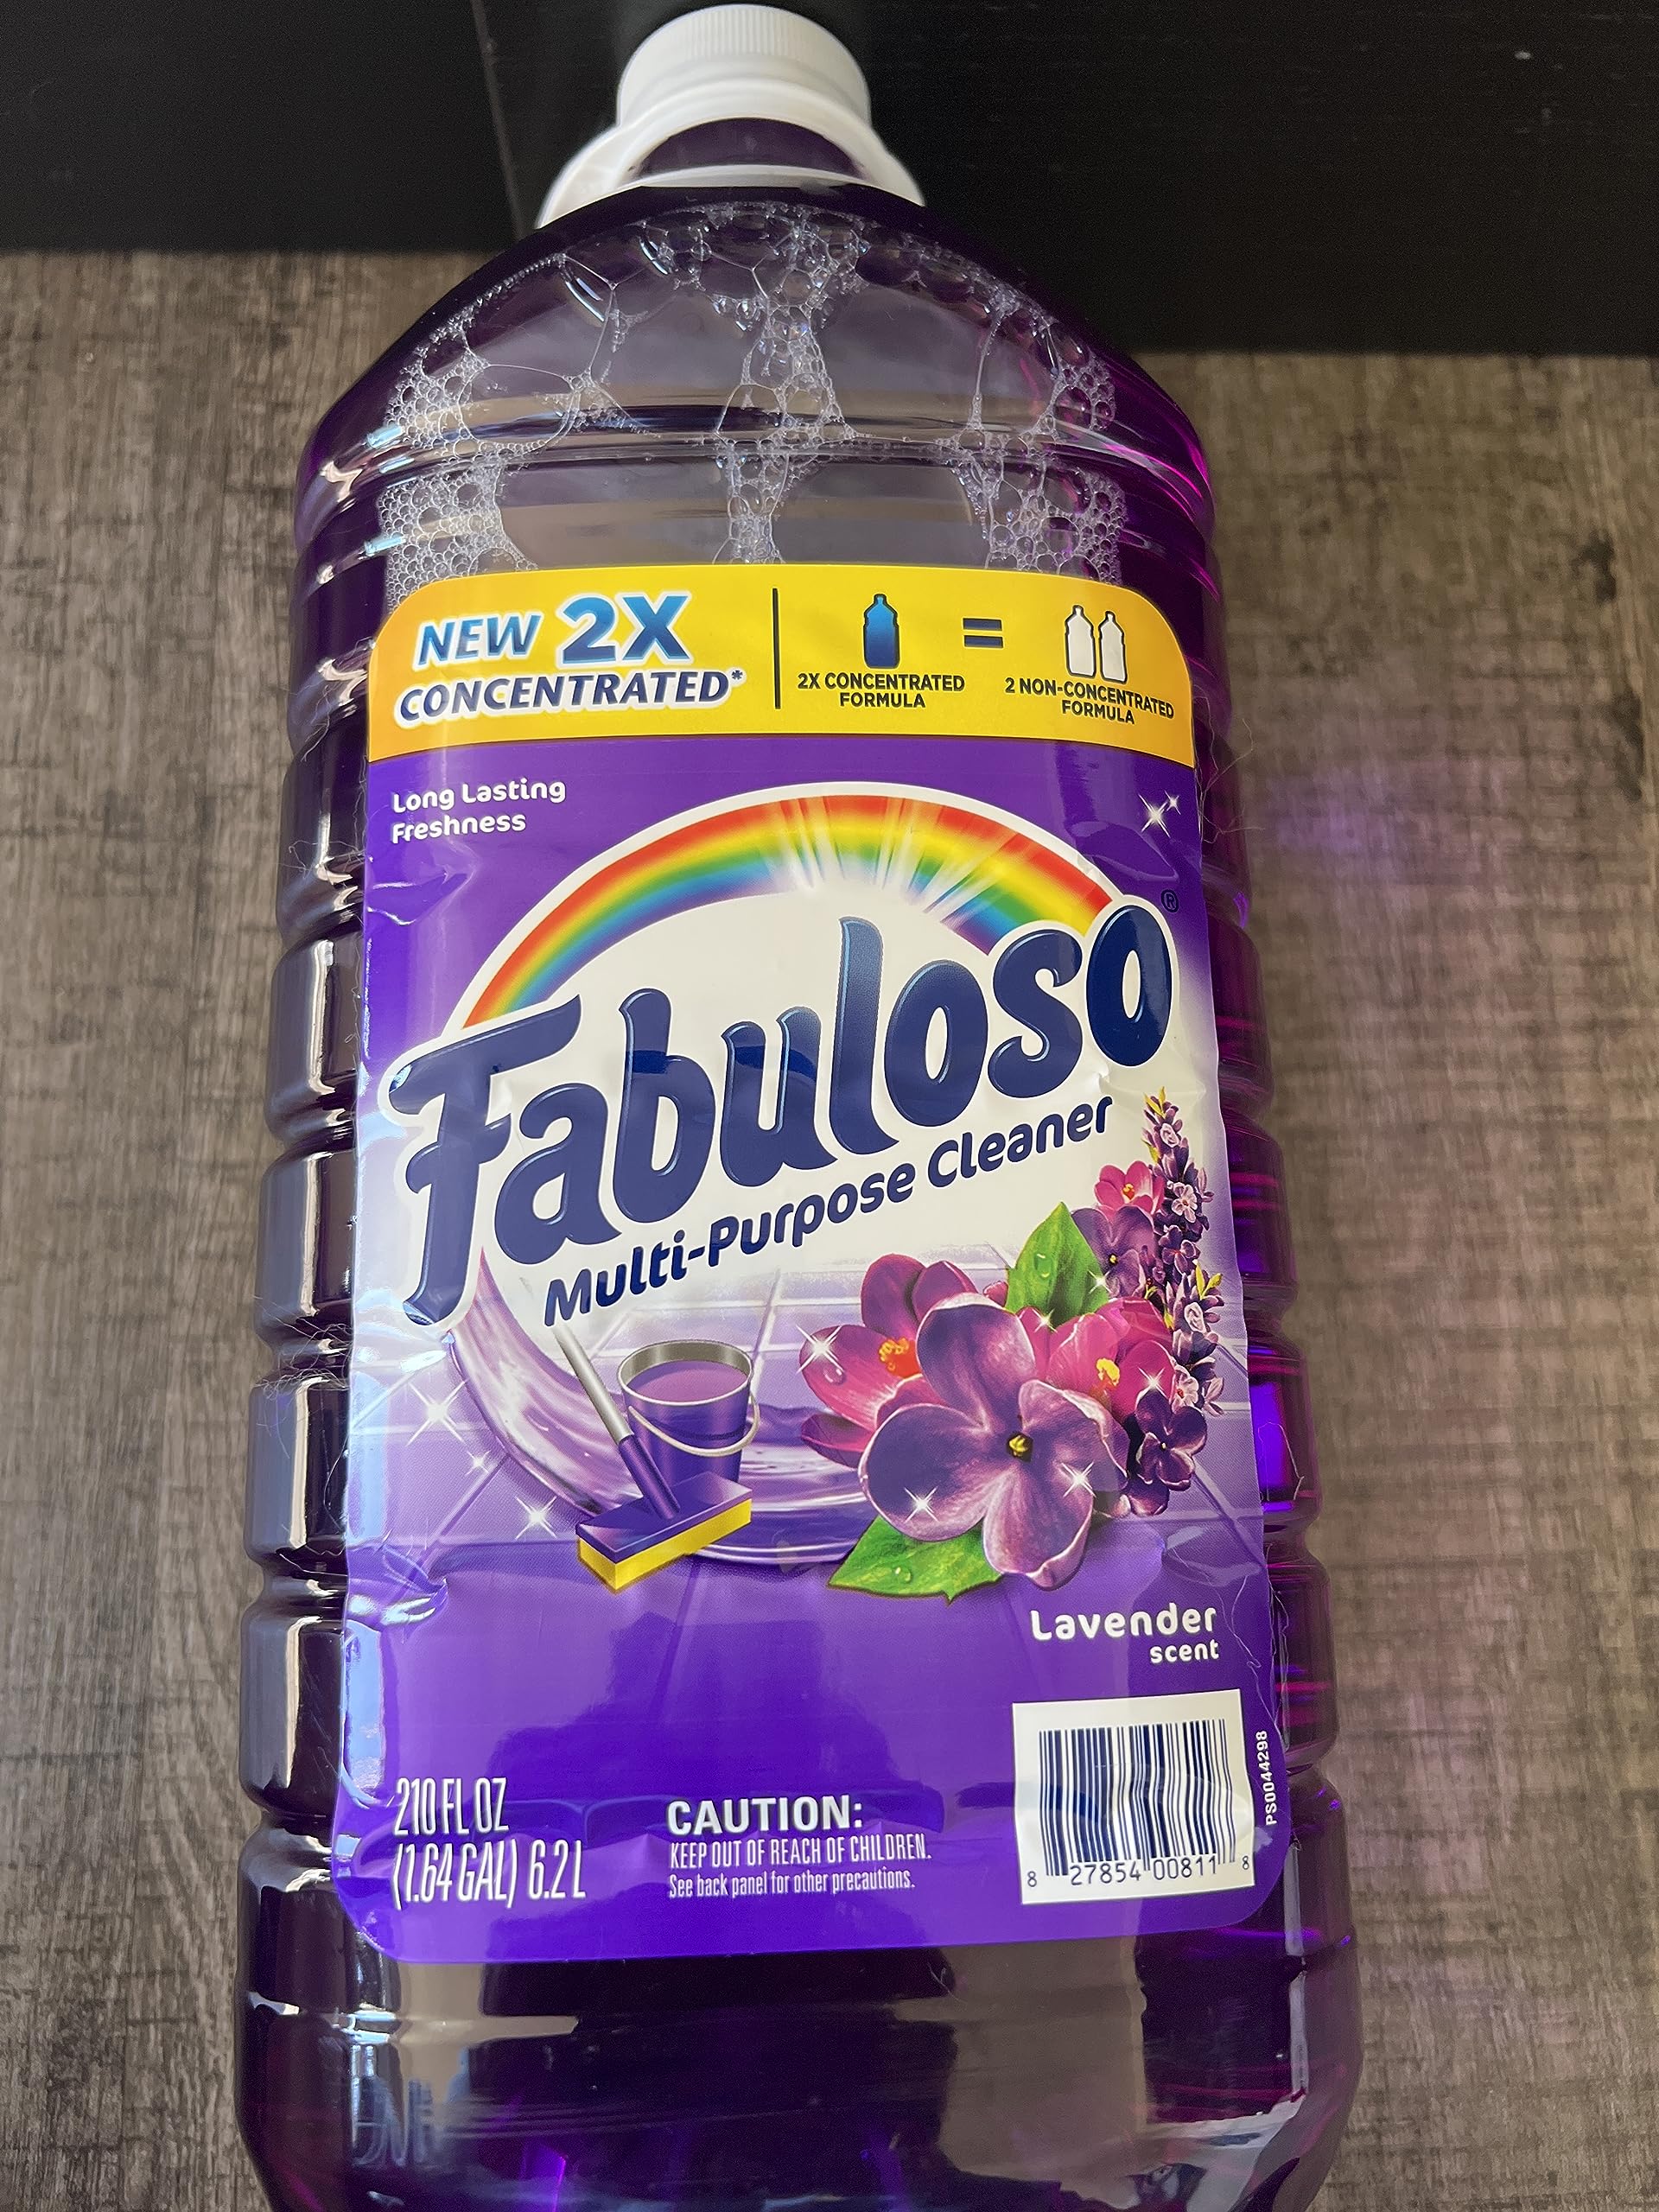 NEW 2X
CONCENTRATED*
2X CONCENTRATED
FORMULA
=
2 NON-CONCENTRATED
FORMULA
Long Lasting
Freshness
Fabuloso®
Multi-Purpose Cleaner
Lavender
scent
210 FL OZ
(1.64 GAL) 6.2 L
CAUTION:
KEEP OUT OF REACH OF CHILDREN.
See back panel for other precautions.
8 27854 00811 8
PS044298